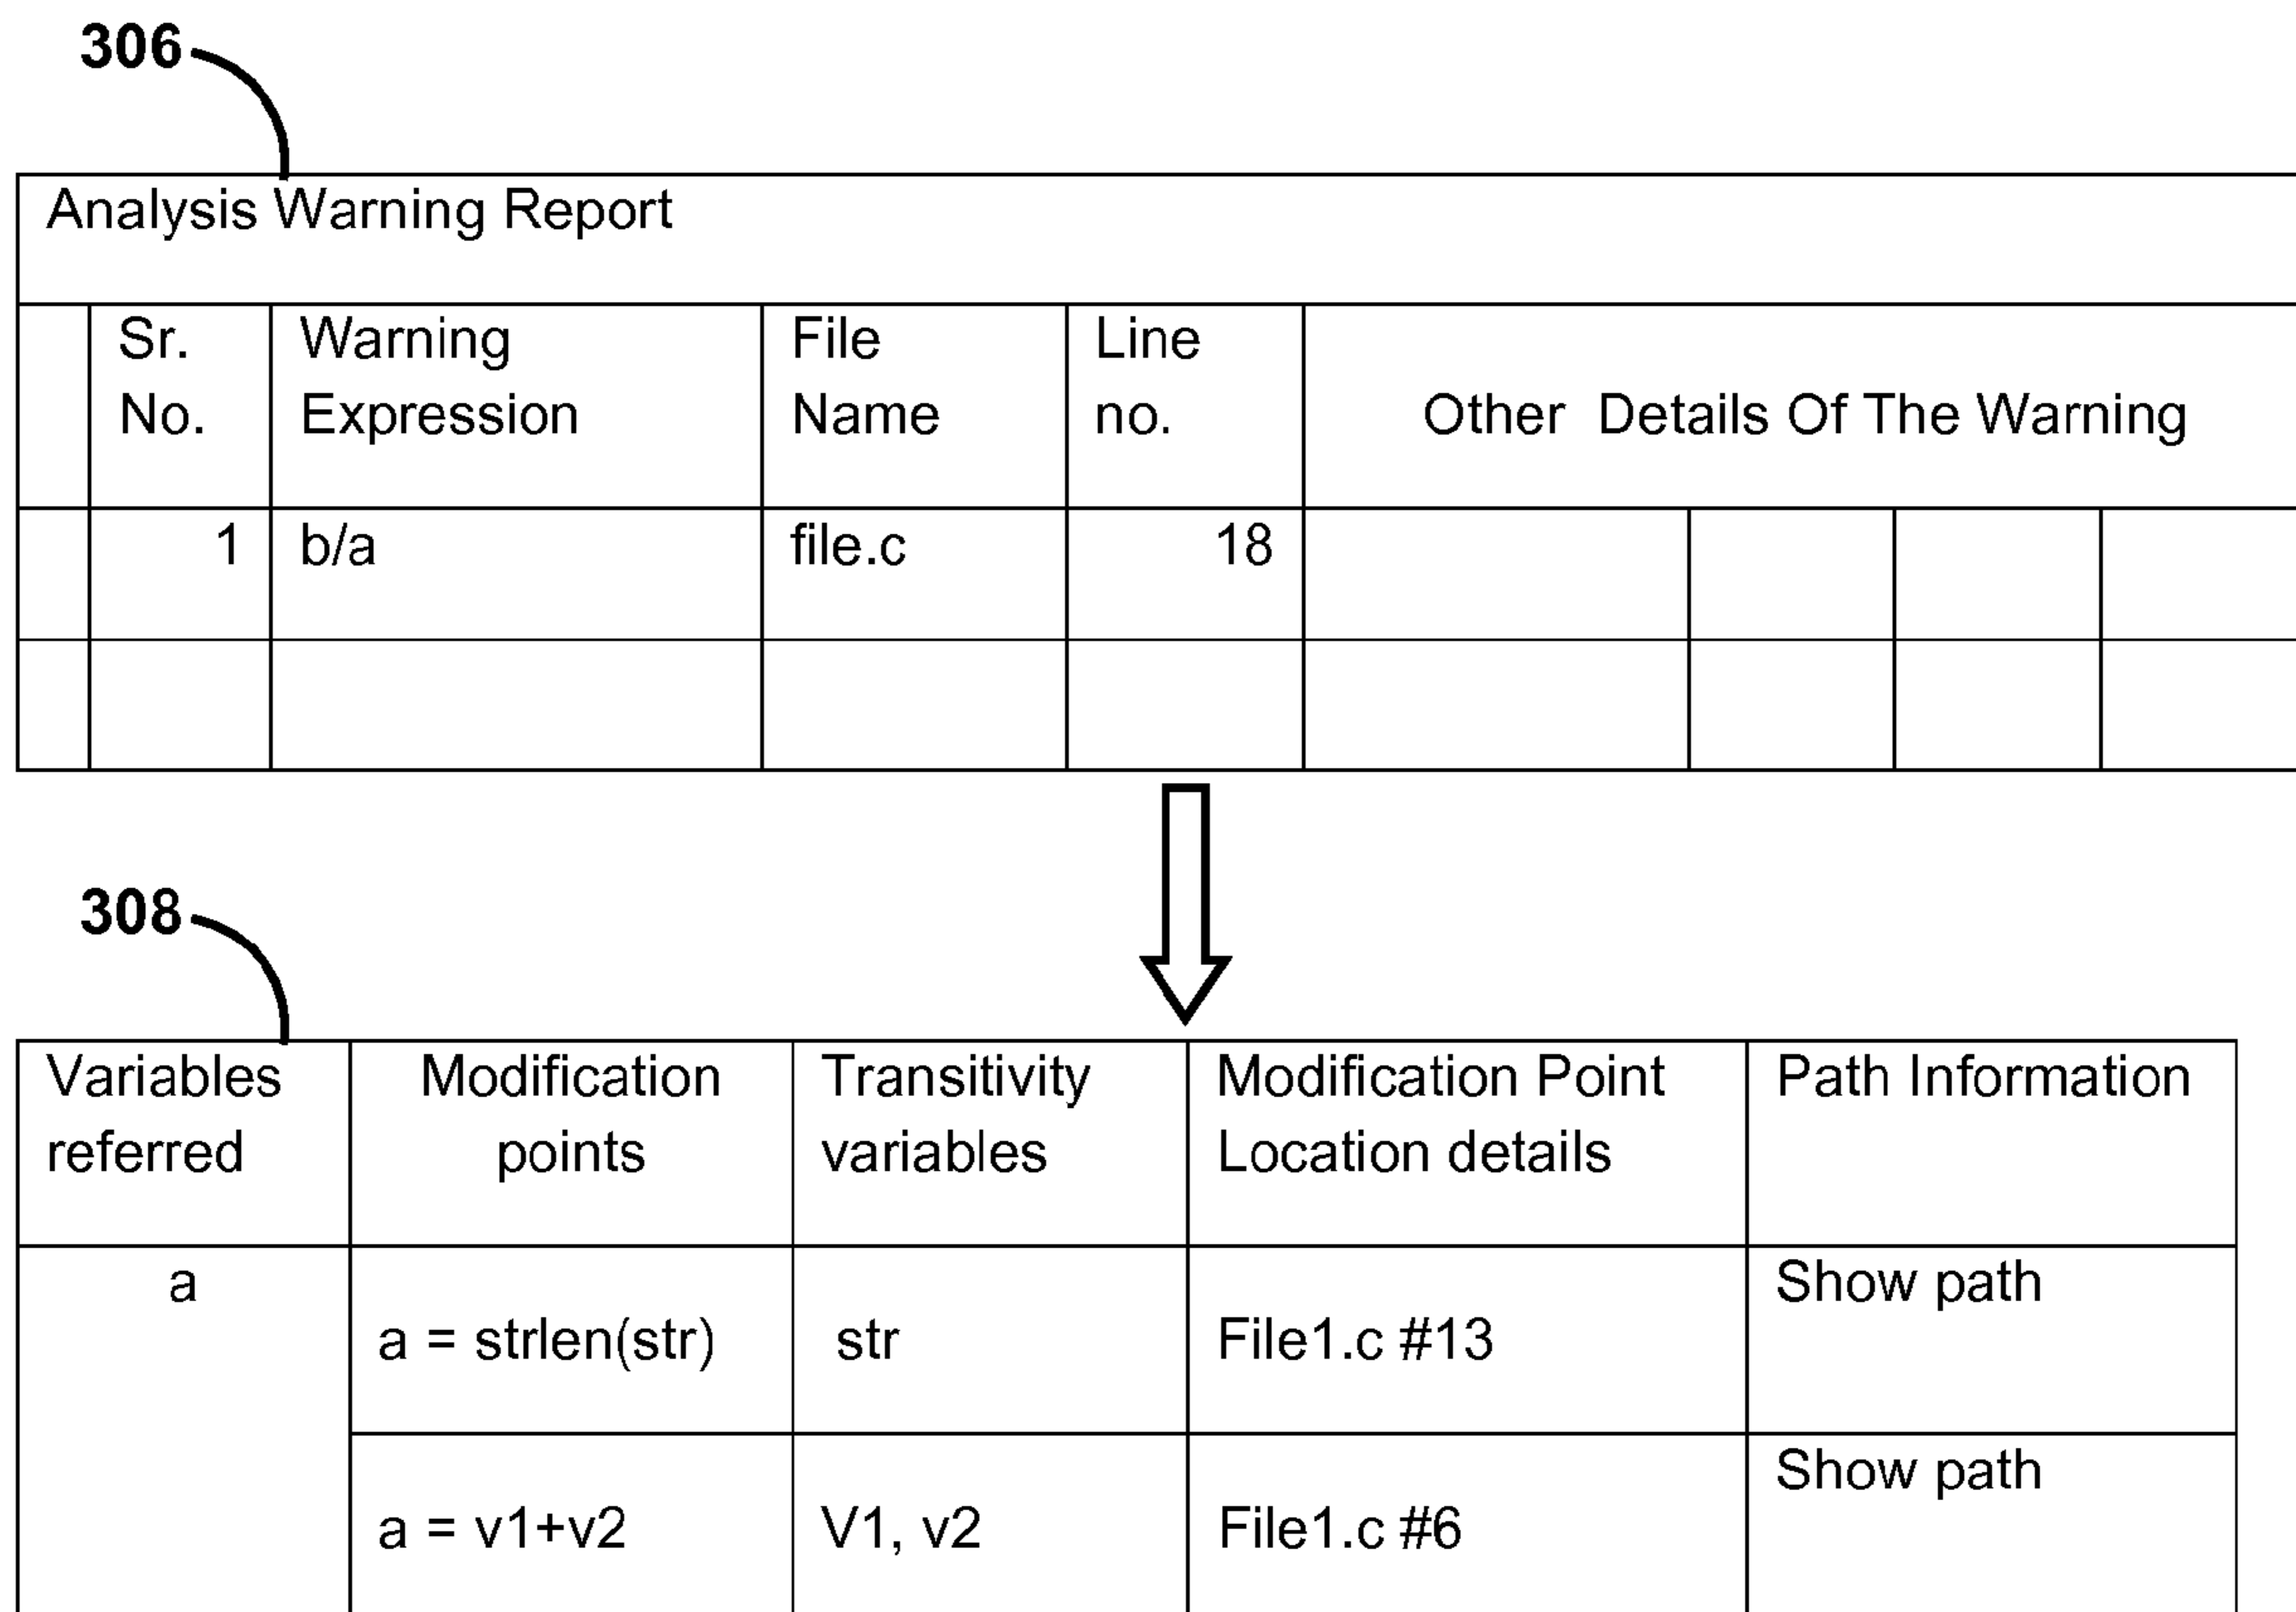 306
Analysis Warning Report
Sr. No. Warning Expression File Name Line no. Other Details Of The Warning
1 b/a file.c 18
308
Variables referred Modification points Transitivity variables Modification Point Location details Path Information
a a = strlen(str) str File1.c #13 Show path
a = v1+v2 V1, v2 File1.c #6 Show path